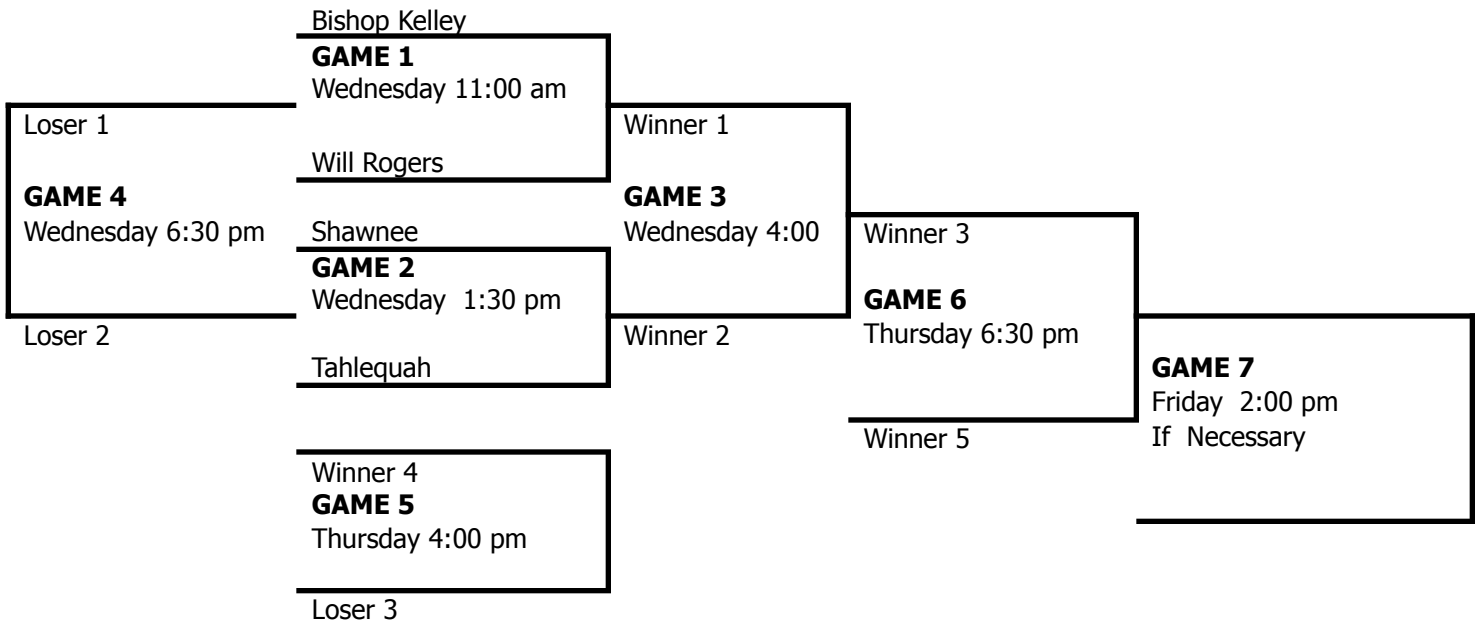 Bishop Kelley
GAME 1
Wednesday 11:00 am
Loser 1
Winner 1
Will Rogers
GAME 4
GAME 3
Wednesday 6:30 pm
Shawnee
Wednesday 4:00
Winner 3
GAME 2
Wednesday 1:30 pm
GAME 6
Loser 2
Winner 2
Thursday 6:30 pm
Tahlequah
GAME 7
Friday 2:00 pm
Winner 5
If Necessary
Winner 4
GAME 5
Thursday 4:00 pm
Loser 3